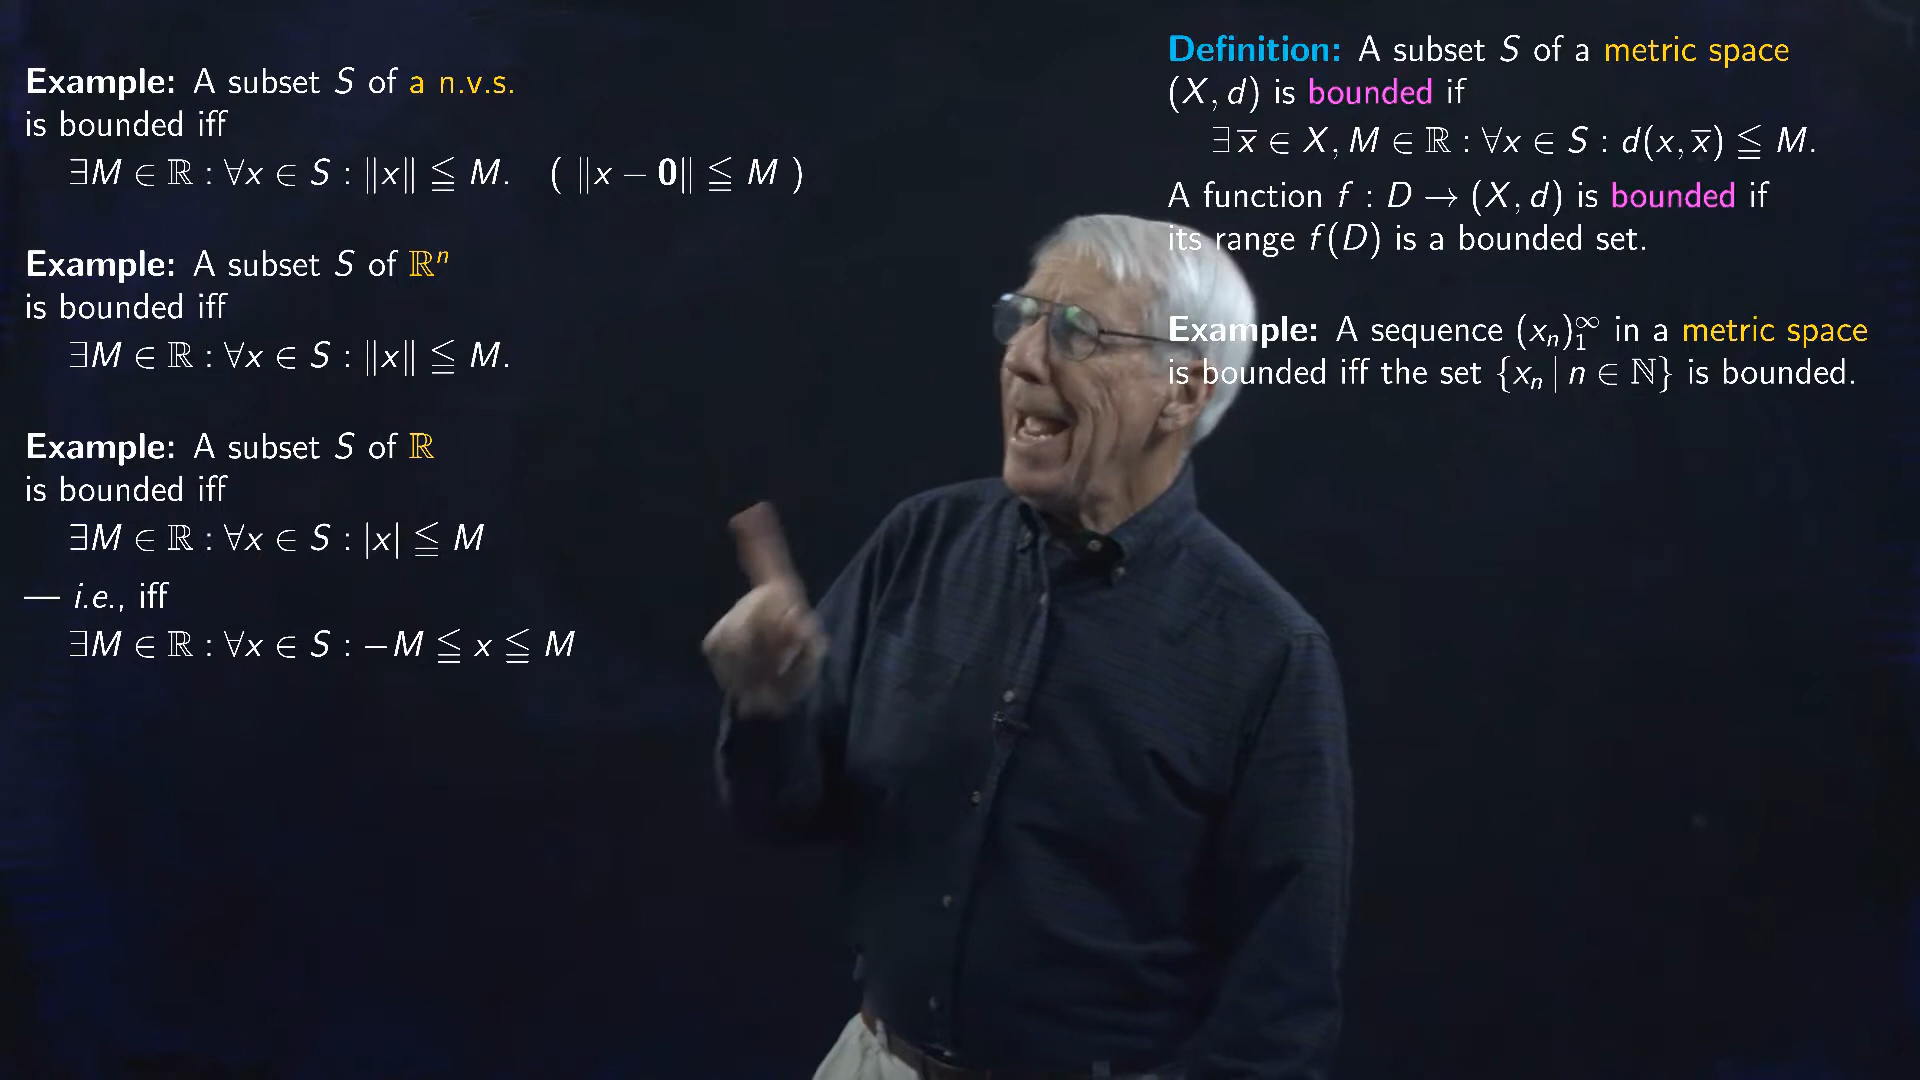 Example: A subset S of a n.v.s.
is bounded iff
∃M ∈ ℝ : ∀x ∈ S : ‖x‖ ≦ M. ( ‖x − 𝟎‖ ≦ M )
Example: A subset S of ℝⁿ
is bounded iff
∃M ∈ ℝ : ∀x ∈ S : ‖x‖ ≦ M.
Example: A subset S of ℝ
is bounded iff
∃M ∈ ℝ : ∀x ∈ S : |x| ≦ M
— i.e., iff
∃M ∈ ℝ : ∀x ∈ S : −M ≦ x ≦ M
Definition: A subset S of a metric space
(X, d) is bounded if
∃ x̅ ∈ X, M ∈ ℝ : ∀x ∈ S : d(x, x̅) ≦ M.
A function f : D → (X, d) is bounded if
its range f(D) is a bounded set.
Example: A sequence (xₙ)₁^∞ in a metric space
is bounded iff the set {xₙ | n ∈ ℕ} is bounded.